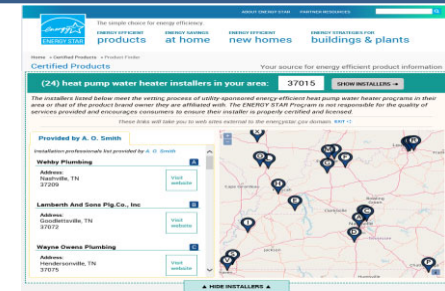 ABOUT ENERGY STAR    PARTNER RESOURCES
The simple choice for energy efficiency.
ENERGY STAR
ENERGY EFFICIENT
products
ENERGY SAVINGS
at home
ENERGY EFFICIENT
new homes
ENERGY STRATEGIES FOR
buildings & plants
Home » Certified Products » Product Finder
Certified Products
Your source for energy efficient product information
(24) heat pump water heater installers in your area: 37015 SHOW INSTALLERS
The installers listed below meet the vetting process of utility-sponsored energy efficient heat pump water heater programs in their
area or that of the product brand owner they are affiliated with. The ENERGY STAR Program is not responsible for the quality of
services provided and encourages consumers to ensure their installer is properly certified and licensed.
These links will take you to web sites external to the energystar.gov domain. EXIT
Provided by A. O. Smith
Installation professionals list provided by A. O. Smith
Wehby Plumbing A
Address:
Nashville, TN
37209
Visit
website
Lamberth And Sons Plg.Co., Inc B
Address:
Goodlettsville, TN
37072
Visit
website
Wayne Owens Plumbing C
Address:
Hendersonville, TN
37075
Visit
website
HIDE INSTALLERS